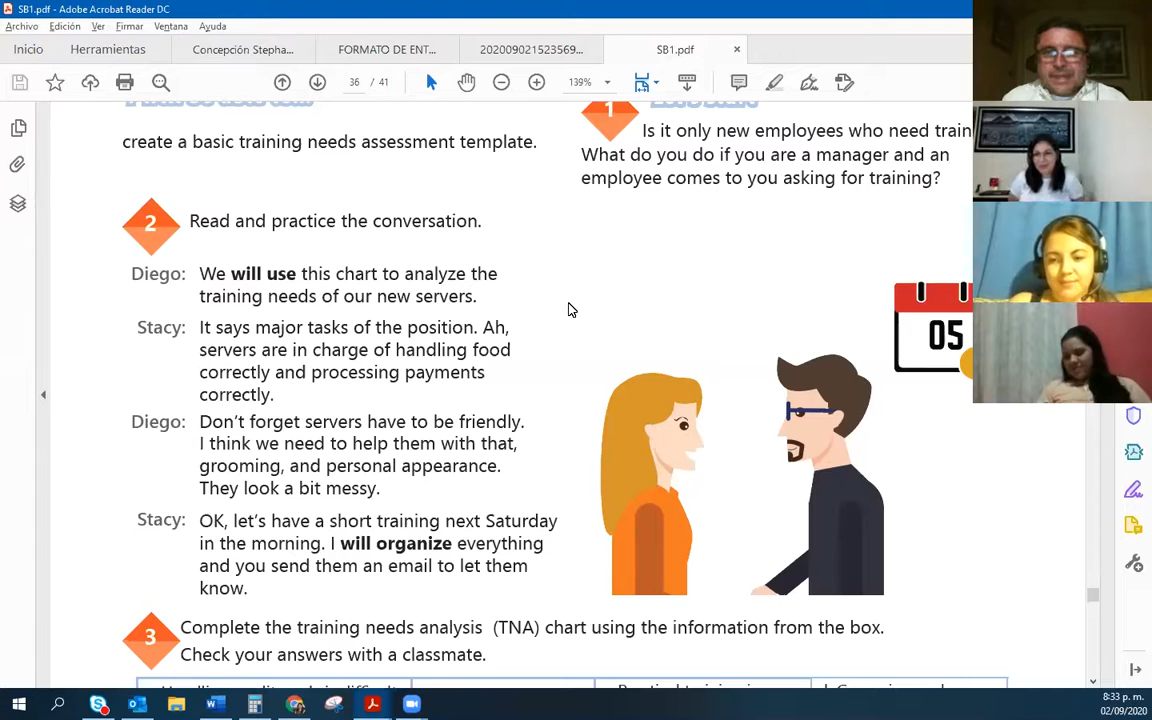 SB1.pdf - Adobe Acrobat Reader DC
Archivo Edición Ver Firmar Ventana Ayuda
Inicio Herramientas Concepción Stepha... FORMATO DE ENT... 202009021523569... SB1.pdf ×
36 / 41 139%
create a basic training needs assessment template.
1
Is it only new employees who need train
What do you do if you are a manager and an
employee comes to you asking for training?
2 Read and practice the conversation.
Diego: We will use this chart to analyze the
training needs of our new servers.
Stacy: It says major tasks of the position. Ah,
servers are in charge of handling food
correctly and processing payments
correctly.
Diego: Don't forget servers have to be friendly.
I think we need to help them with that,
grooming, and personal appearance.
They look a bit messy.
Stacy: OK, let's have a short training next Saturday
in the morning. I will organize everything
and you send them an email to let them
know.
05
3 Complete the training needs analysis (TNA) chart using the information from the box.
Check your answers with a classmate.
8:33 p. m.
02/09/2020